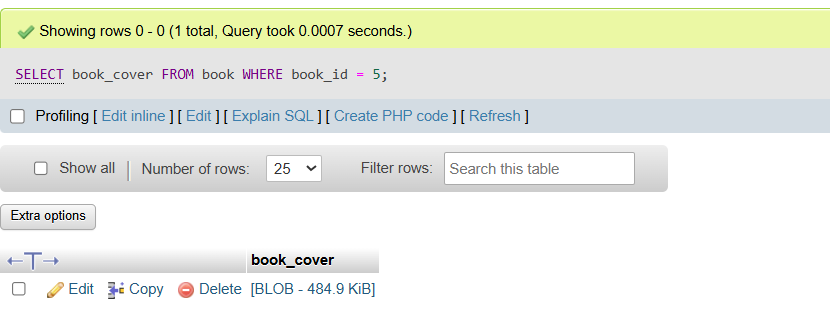 Showing rows 0 - 0 (1 total, Query took 0.0007 seconds.)
SELECT book_cover FROM book WHERE book_id = 5;
Profiling [ Edit inline ] [ Edit ] [ Explain SQL ] [ Create PHP code ] [ Refresh ]
Show all | Number of rows: 25 Filter rows: Search this table
Extra options
←T→ book_cover
Edit Copy Delete [BLOB - 484.9 KiB]